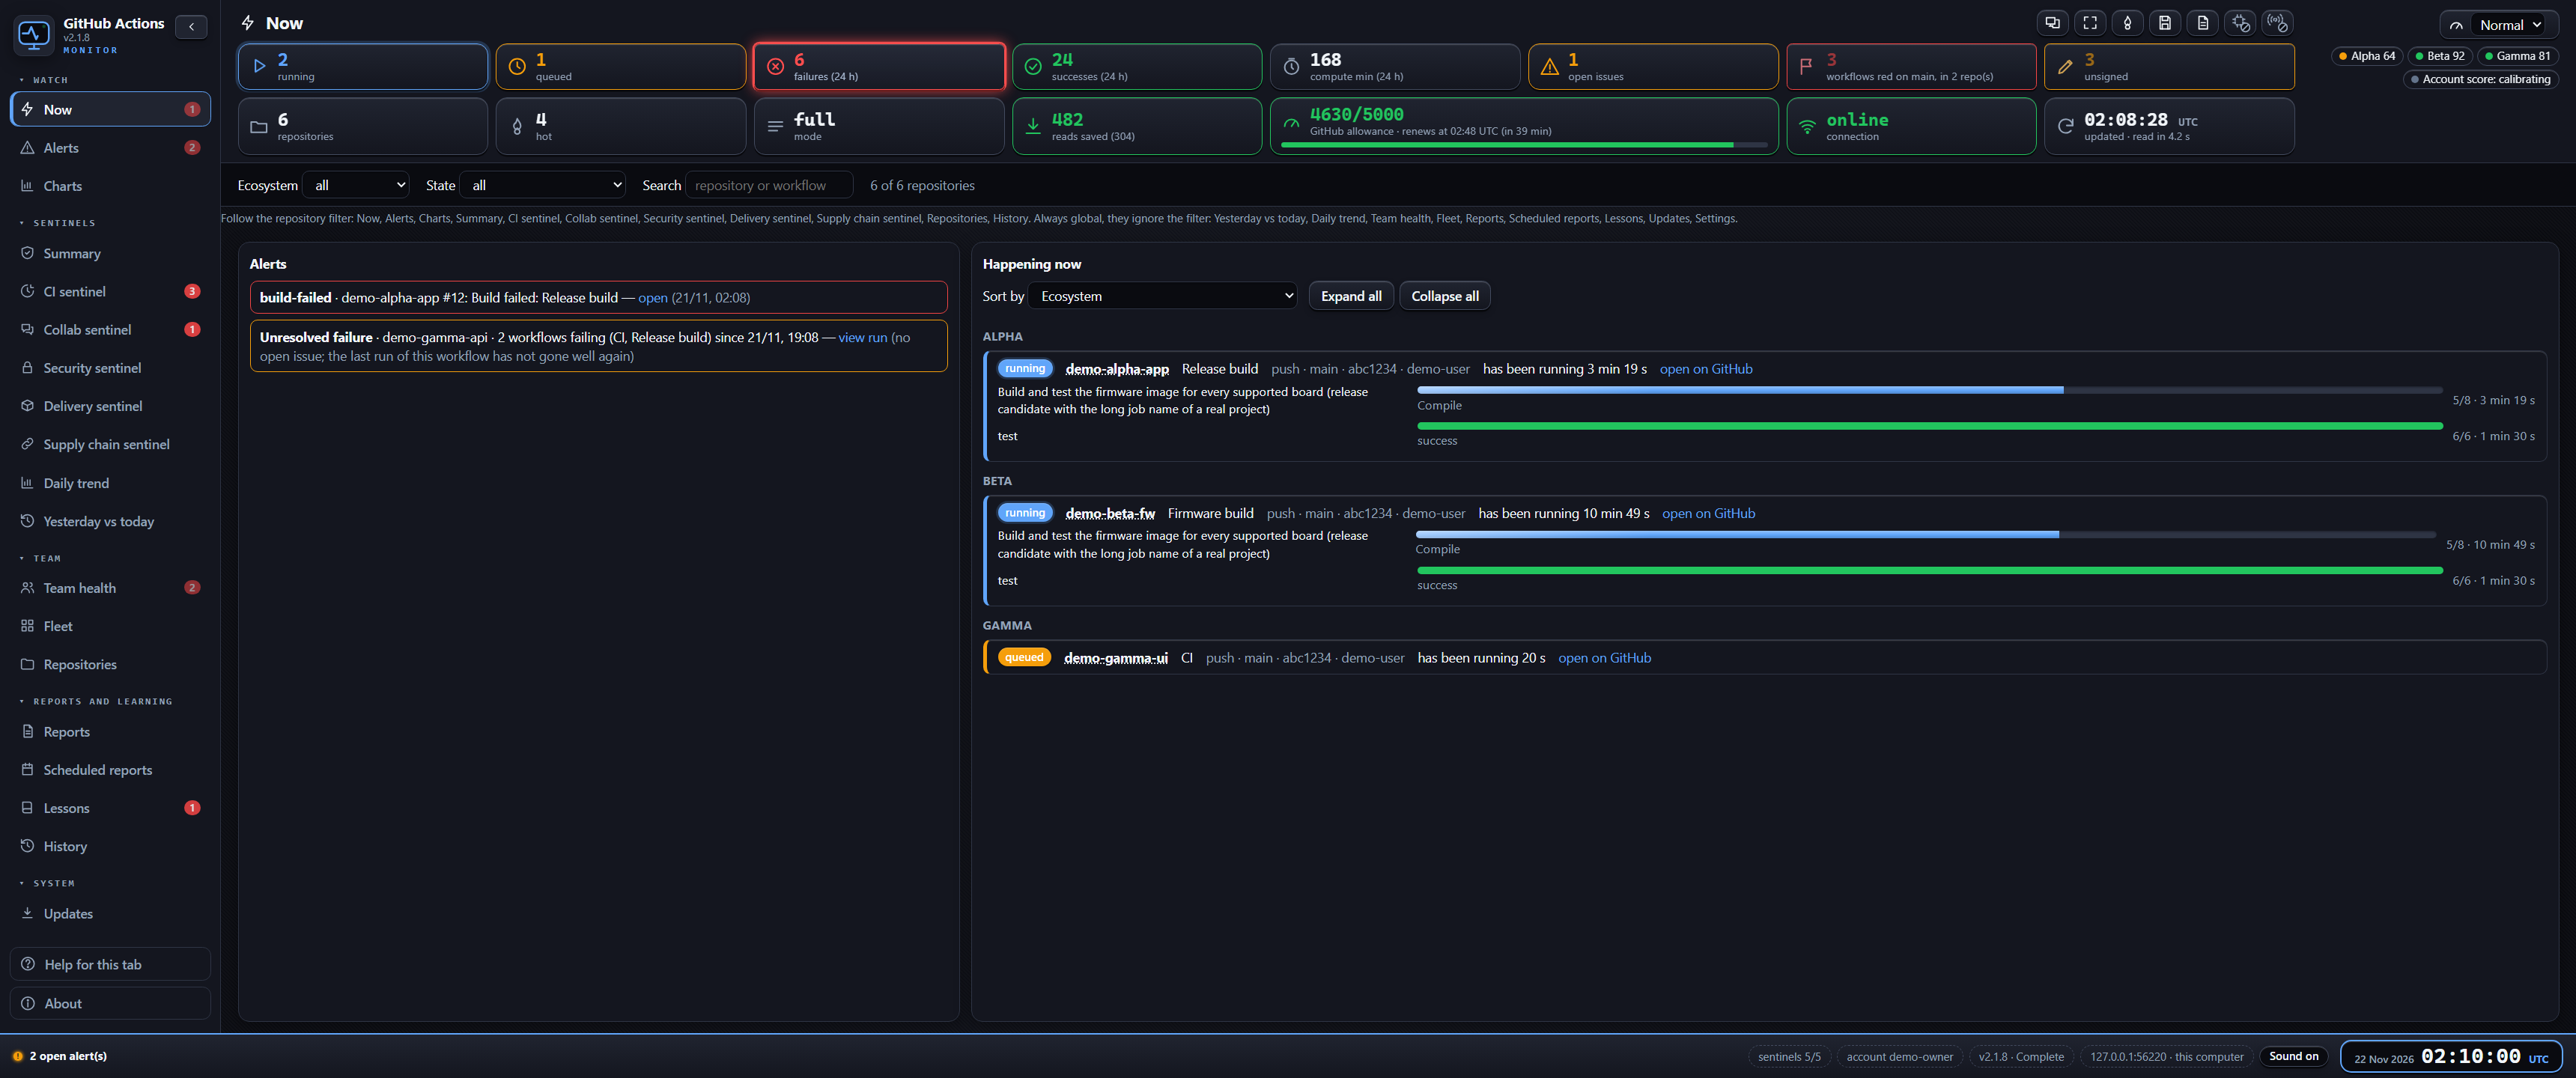 GitHub Actions
v2.1.8
MONITOR
WATCH
Now 1
Alerts 2
Charts
SENTINELS
Summary
CI sentinel 3
Collab sentinel 1
Security sentinel
Delivery sentinel
Supply chain sentinel
Daily trend
Yesterday vs today
TEAM
Team health 2
Fleet
Repositories
REPORTS AND LEARNING
Reports
Scheduled reports
Lessons 1
History
SYSTEM
Updates
Help for this tab
About
Now
Normal
2
running
1
queued
6
failures (24 h)
24
successes (24 h)
168
compute min (24 h)
1
open issues
3
workflows red on main, in 2 repo(s)
3
unsigned
Alpha 64 Beta 92 Gamma 81
Account score: calibrating
6
repositories
4
hot
full
mode
482
reads saved (304)
4630/5000
GitHub allowance · renews at 02:48 UTC (in 39 min)
online
connection
02:08:28 UTC
updated · read in 4.2 s
Ecosystem all State all Search repository or workflow 6 of 6 repositories
Follow the repository filter: Now, Alerts, Charts, Summary, CI sentinel, Collab sentinel, Security sentinel, Delivery sentinel, Supply chain sentinel, Repositories, History. Always global, they ignore the filter: Yesterday vs today, Daily trend, Team health, Fleet, Reports, Scheduled reports, Lessons, Updates, Settings.
Alerts
build-failed · demo-alpha-app #12: Build failed: Release build — open (21/11, 02:08)
Unresolved failure · demo-gamma-api · 2 workflows failing (CI, Release build) since 21/11, 19:08 — view run (no
open issue; the last run of this workflow has not gone well again)
Happening now
Sort by Ecosystem Expand all Collapse all
ALPHA
running demo-alpha-app Release build push · main · abc1234 · demo-user has been running 3 min 19 s open on GitHub
Build and test the firmware image for every supported board (release
candidate with the long job name of a real project)
Compile
5/8 · 3 min 19 s
test
success
6/6 · 1 min 30 s
BETA
running demo-beta-fw Firmware build push · main · abc1234 · demo-user has been running 10 min 49 s open on GitHub
Build and test the firmware image for every supported board (release
candidate with the long job name of a real project)
Compile
5/8 · 10 min 49 s
test
success
6/6 · 1 min 30 s
GAMMA
queued demo-gamma-ui CI push · main · abc1234 · demo-user has been running 20 s open on GitHub
2 open alert(s)
sentinels 5/5 account demo-owner v2.1.8 · Complete 127.0.0.1:56220 · this computer Sound on 22 Nov 2026 02:10:00 UTC